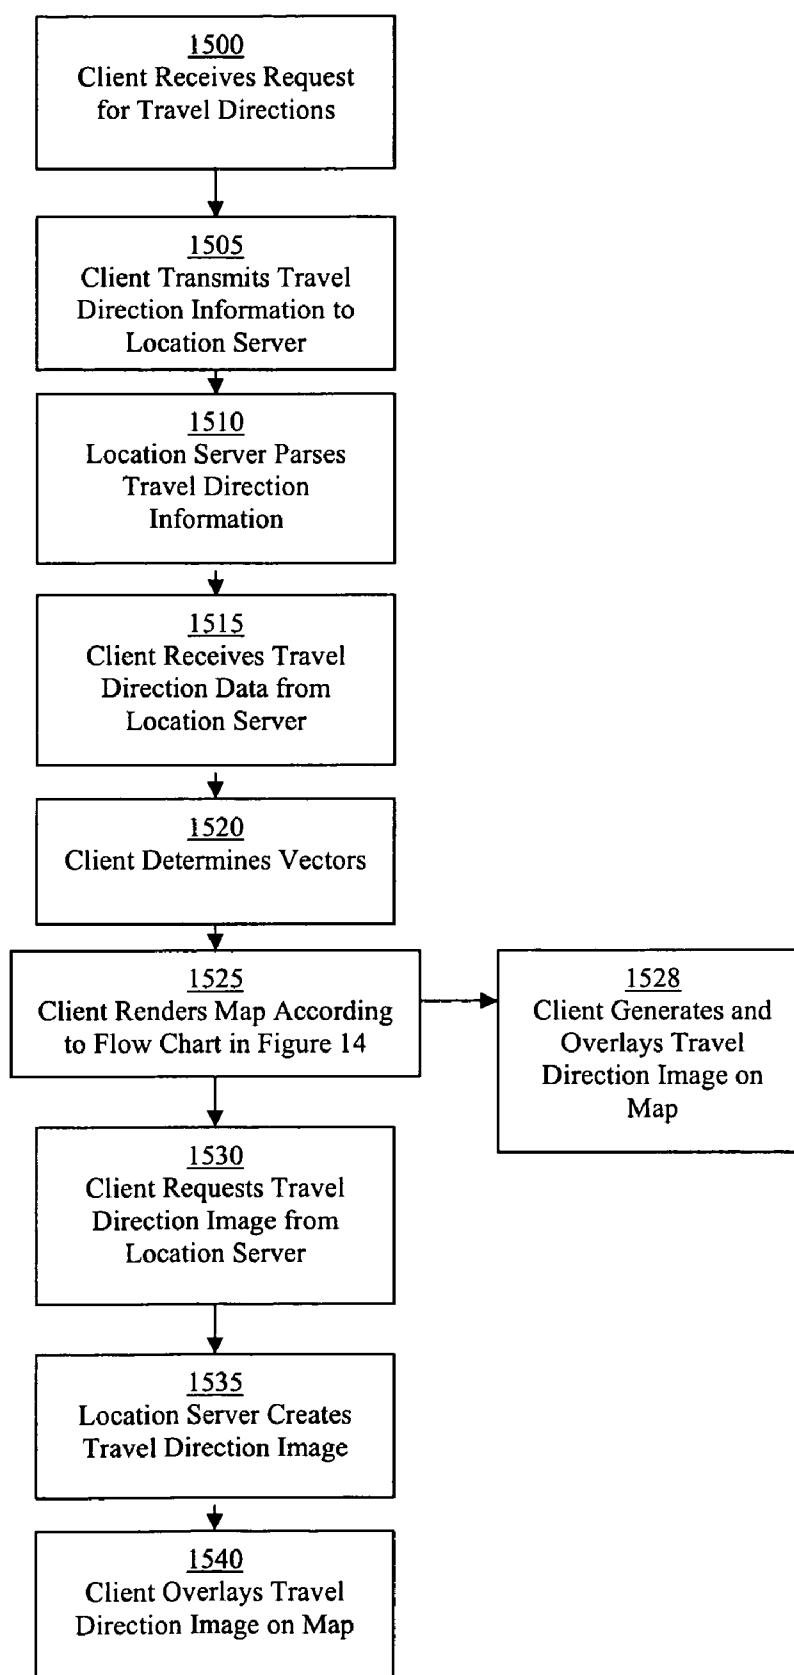 1500
Client Receives Request
for Travel Directions
1505
Client Transmits Travel
Direction Information to
Location Server
1510
Location Server Parses
Travel Direction
Information
1515
Client Receives Travel
Direction Data from
Location Server
1520
Client Determines Vectors
1525
Client Renders Map According
to Flow Chart in Figure 14
1528
Client Generates and
Overlays Travel
Direction Image on
Map
1530
Client Requests Travel
Direction Image from
Location Server
1535
Location Server Creates
Travel Direction Image
1540
Client Overlays Travel
Direction Image on Map